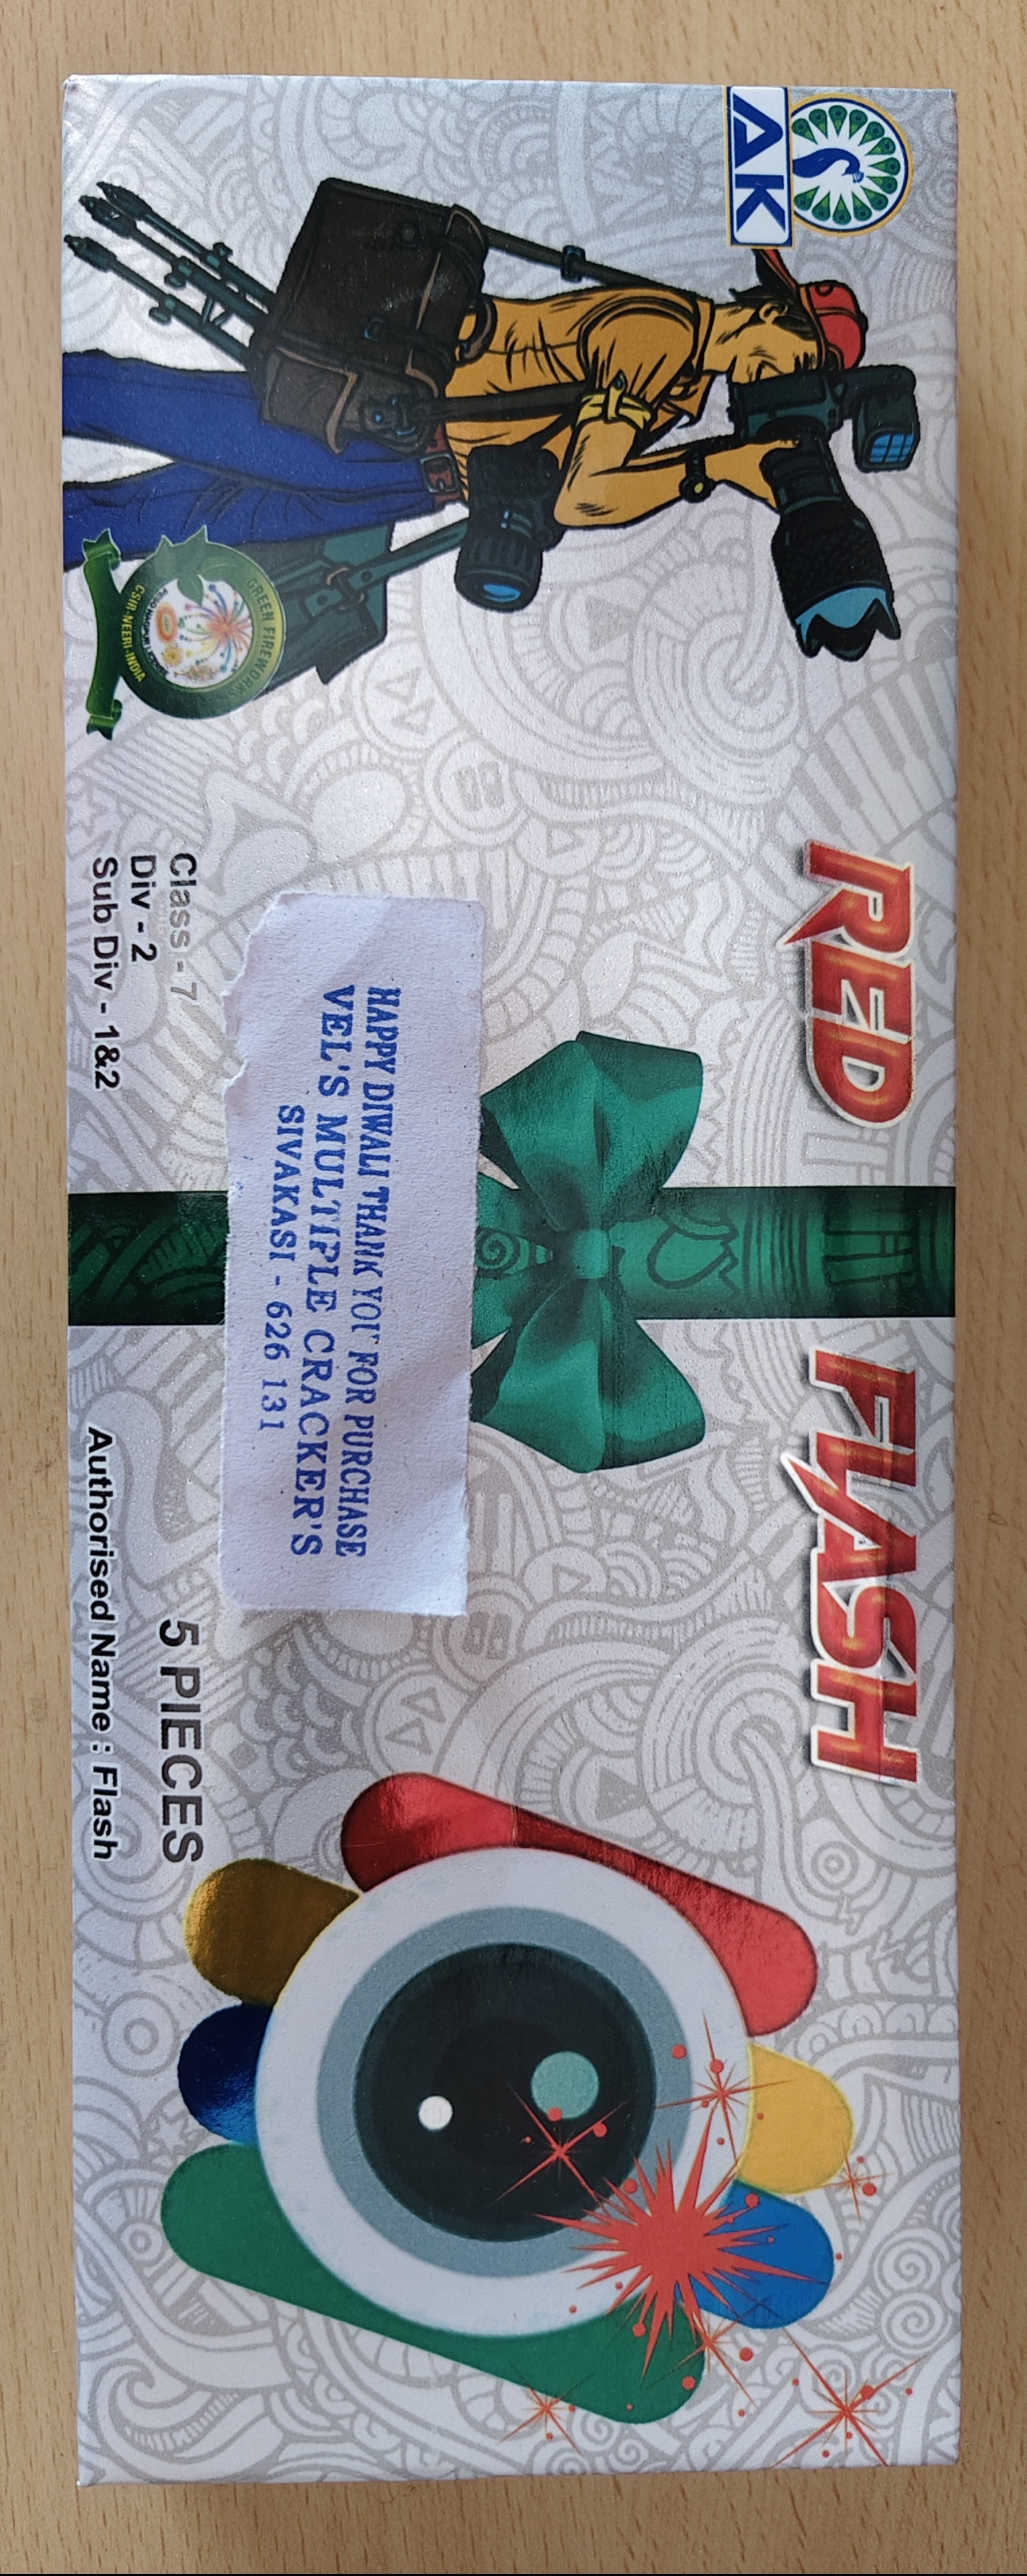 AK
RED FLASH
HAPPY DIWALI THANK YOU FOR PURCHASE
VEL'S MULTIPLE CRACKER'S
SIVAKASI - 626 131
GREEN FIREWORKS
CSIR-NEERI-INDIA
Class - 7
Div - 2
Sub Div - 1&2
5 PIECES
Authorised Name : Flash